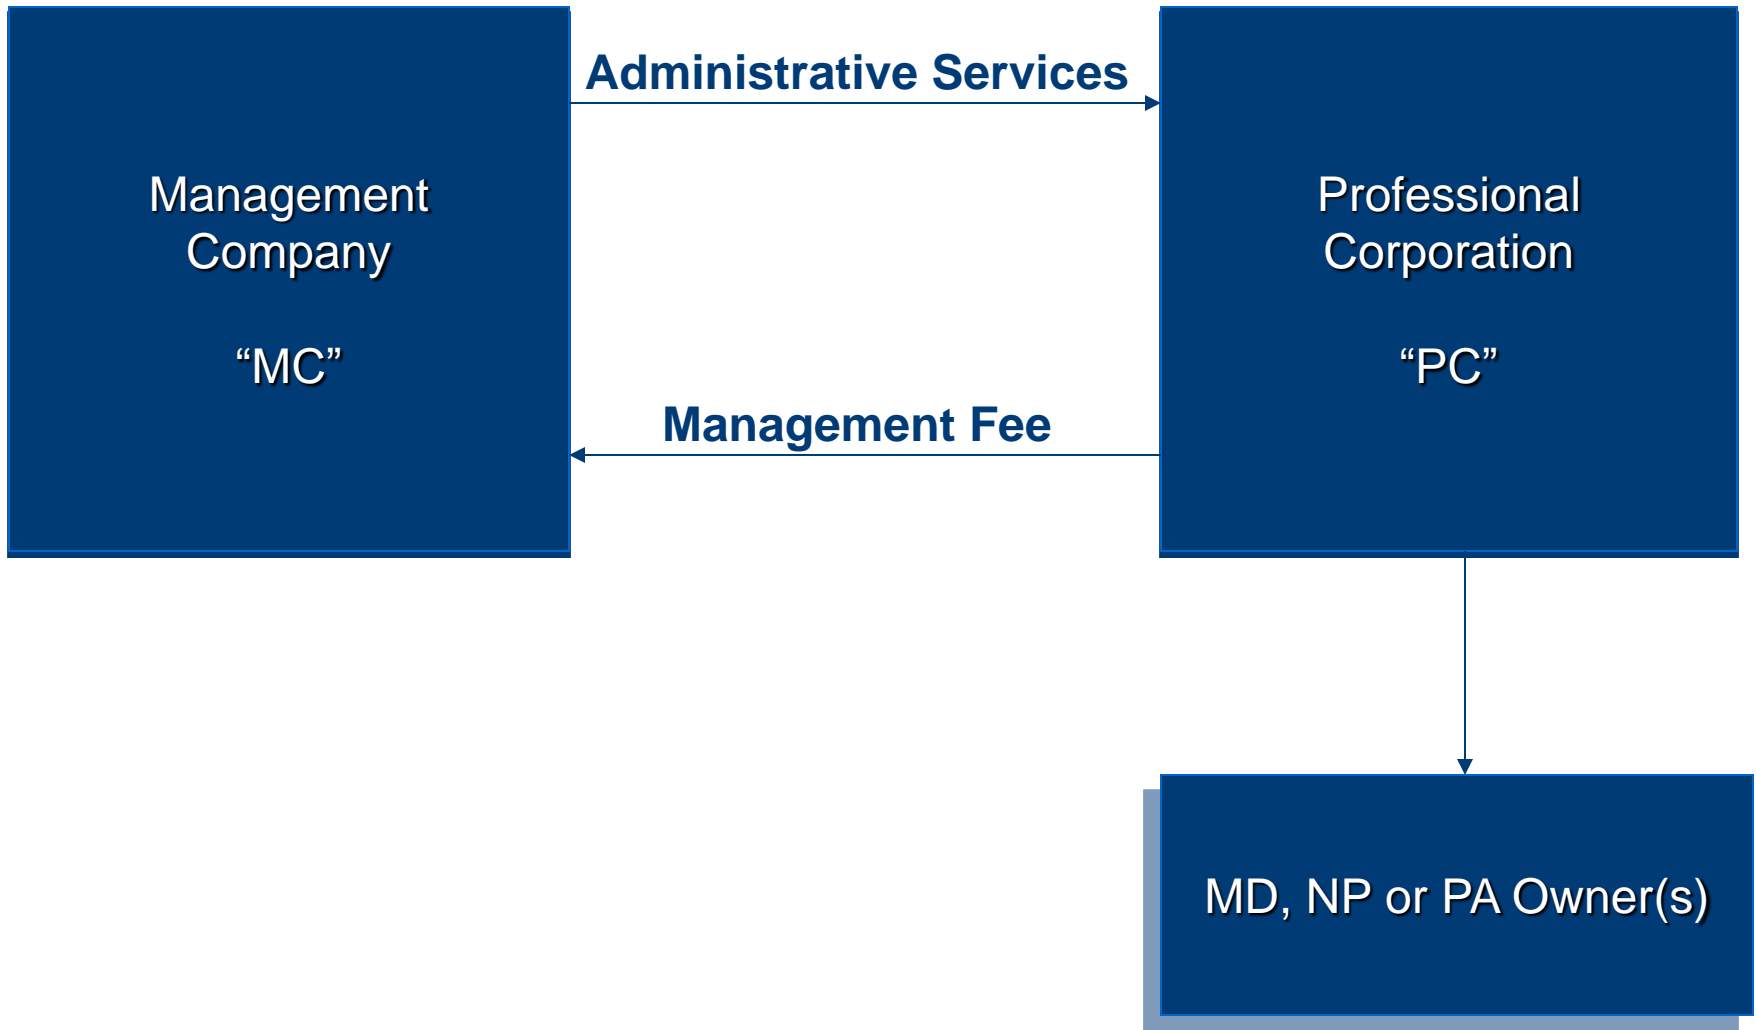 Administrative Services
Management
Company
“MC”
Professional
Corporation
“PC”
Management Fee
MD, NP or PA Owner(s)